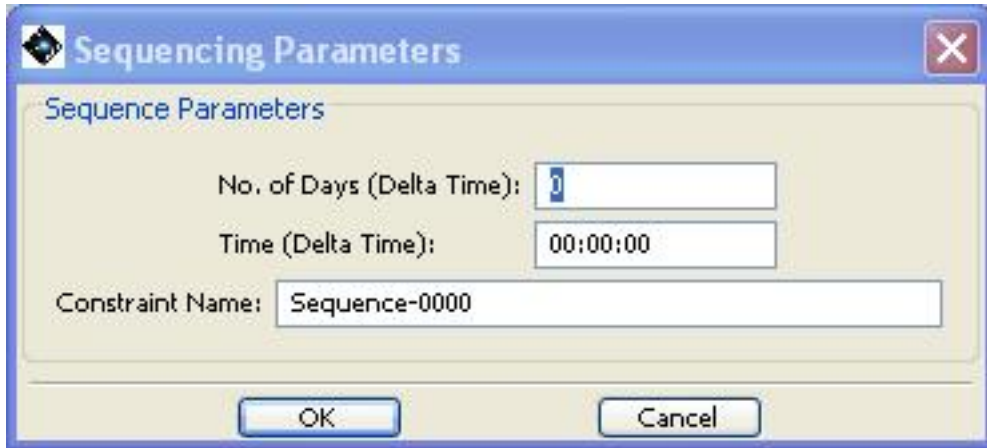 Sequencing Parameters
Sequence Parameters
No. of Days (Delta Time): 0
Time (Delta Time): 00:00:00
Constraint Name: Sequence-0000
OK Cancel